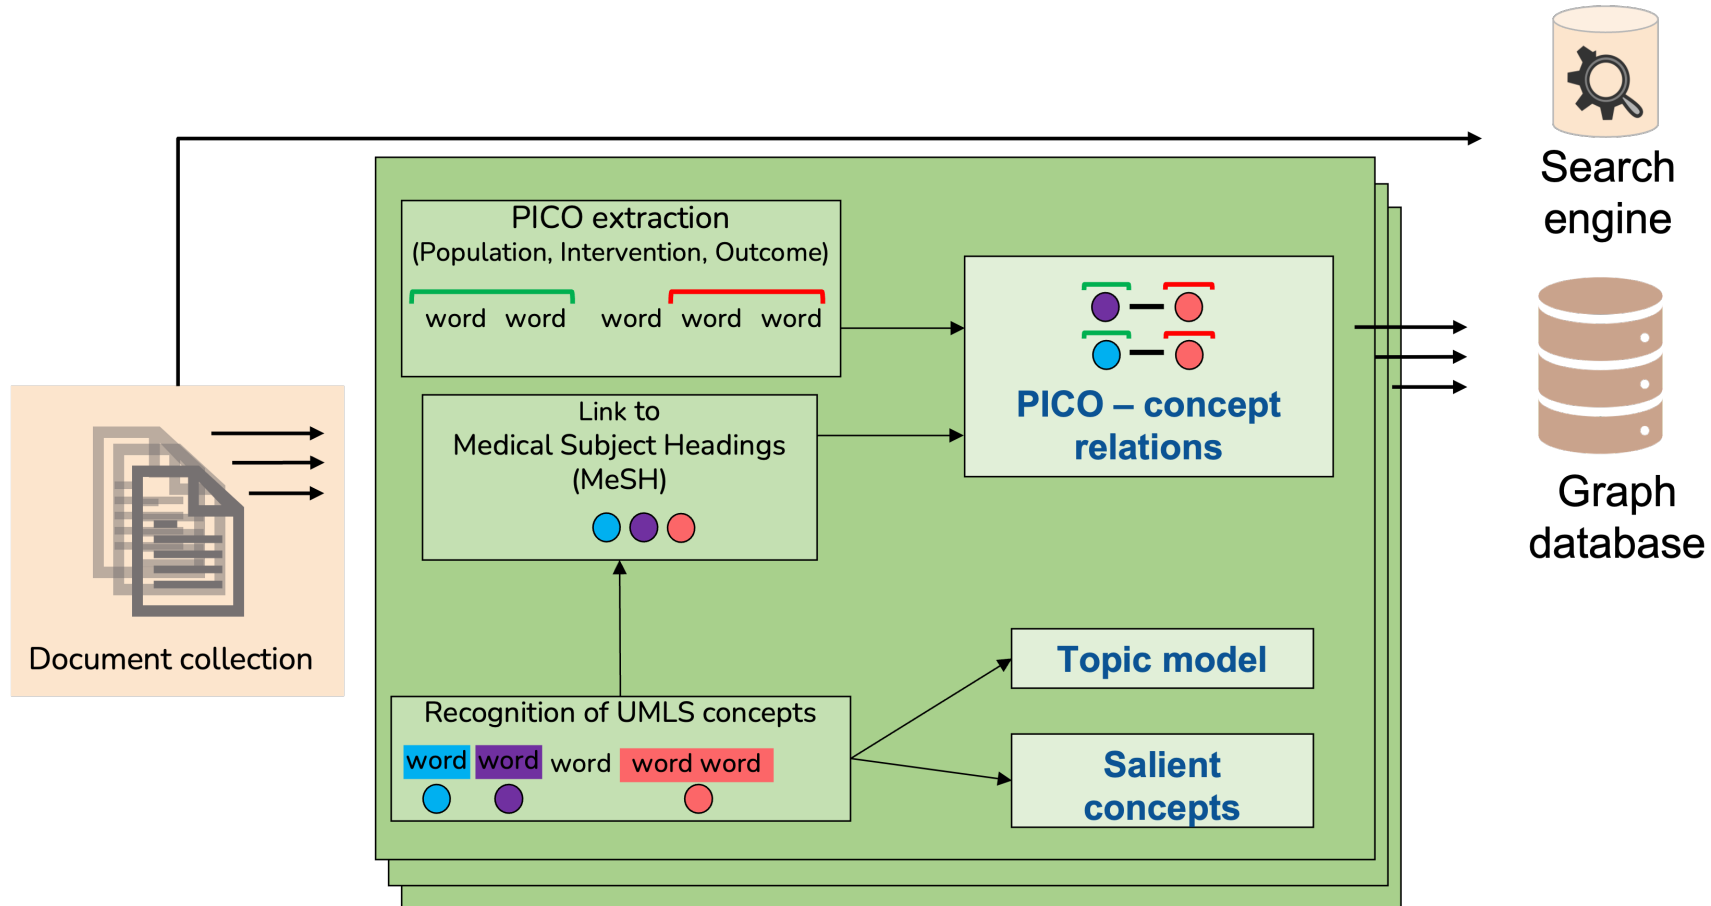 Search
engine
PICO extraction
(Population, Intervention, Outcome)
word word word word word
PICO – concept
relations
Link to
Medical Subject Headings
(MeSH)
Graph
database
Document collection
Topic model
Recognition of UMLS concepts
word word word word word
Salient
concepts